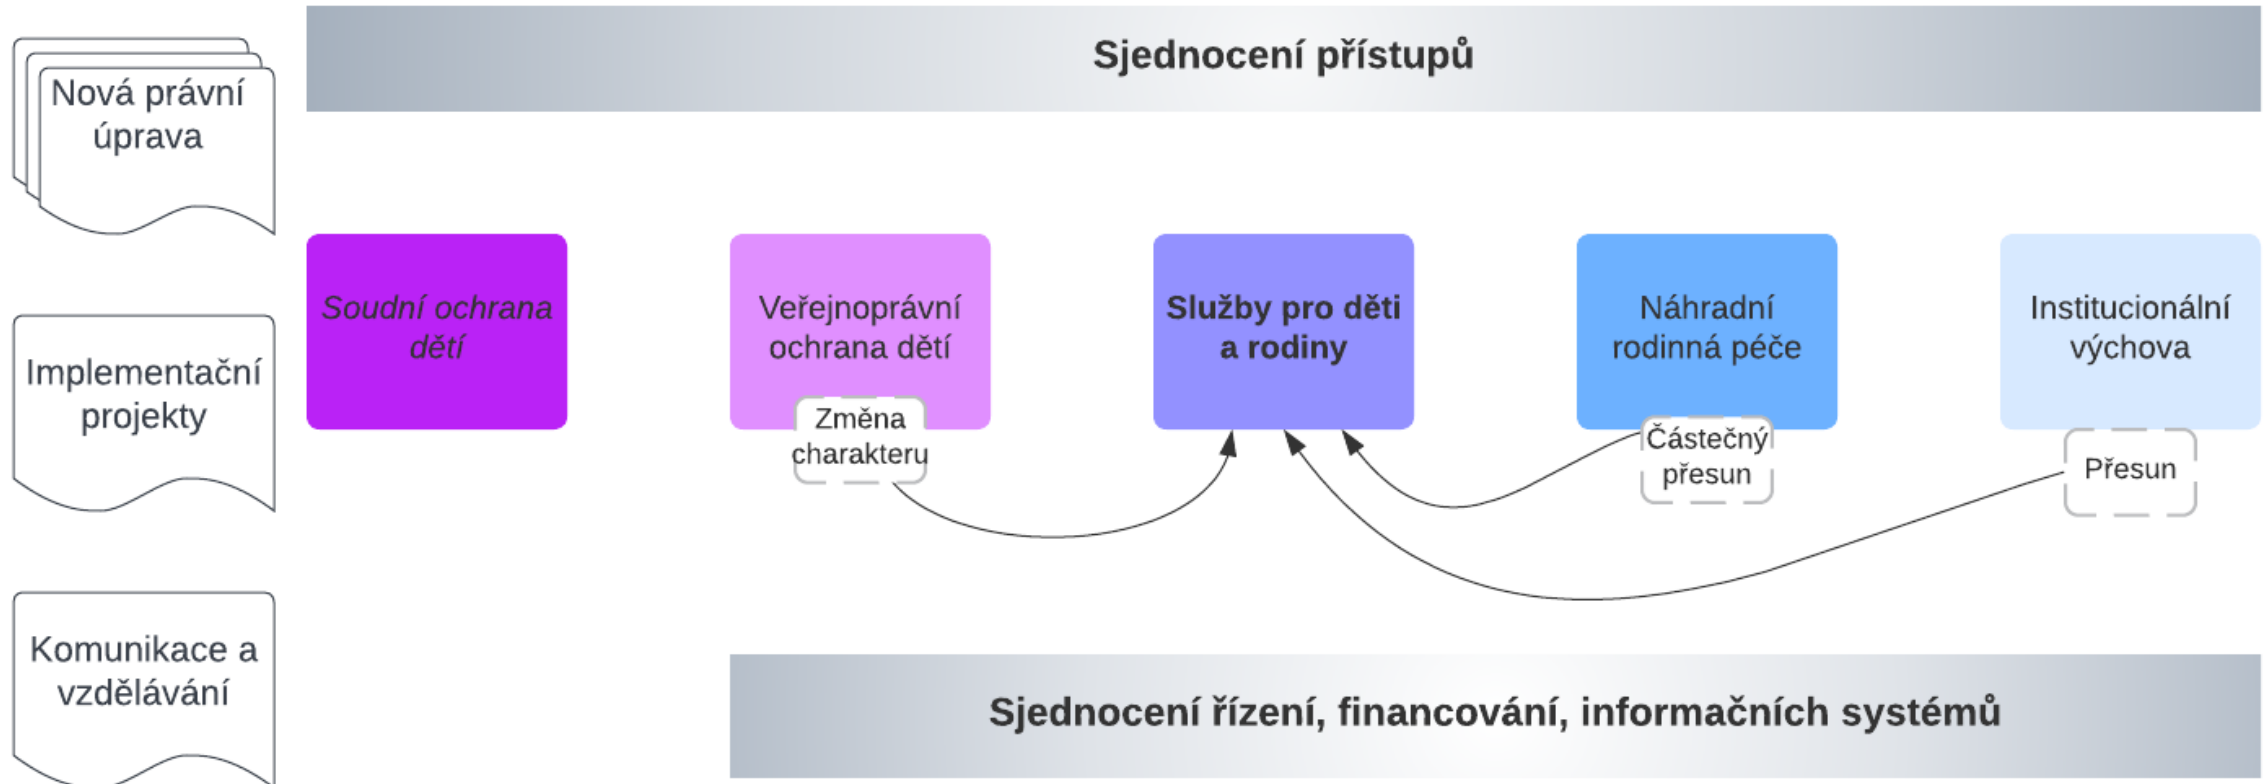 Sjednocení přístupů
Nová právní
úprava
Implementační
projekty
Komunikace a
vzdělávání
Soudní ochrana
dětí
Veřejnoprávní
ochrana dětí
Změna
charakteru
Služby pro děti
a rodiny
Náhradní
rodinná péče
Částečný
přesun
Institucionální
výchova
Přesun
Sjednocení řízení, financování, informačních systémů